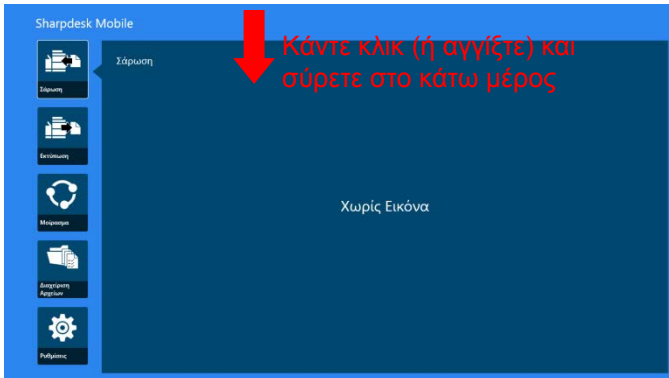 Sharpdesk Mobile
Κάντε κλικ (ή αγγίξτε) και
σύρετε στο κάτω μέρος
Σάρωση
Σάρωση
Εκτύπωση
Χωρίς Εικόνα
Μοίρασμα
Διαχείριση
Αρχείων
Ρυθμίσεις